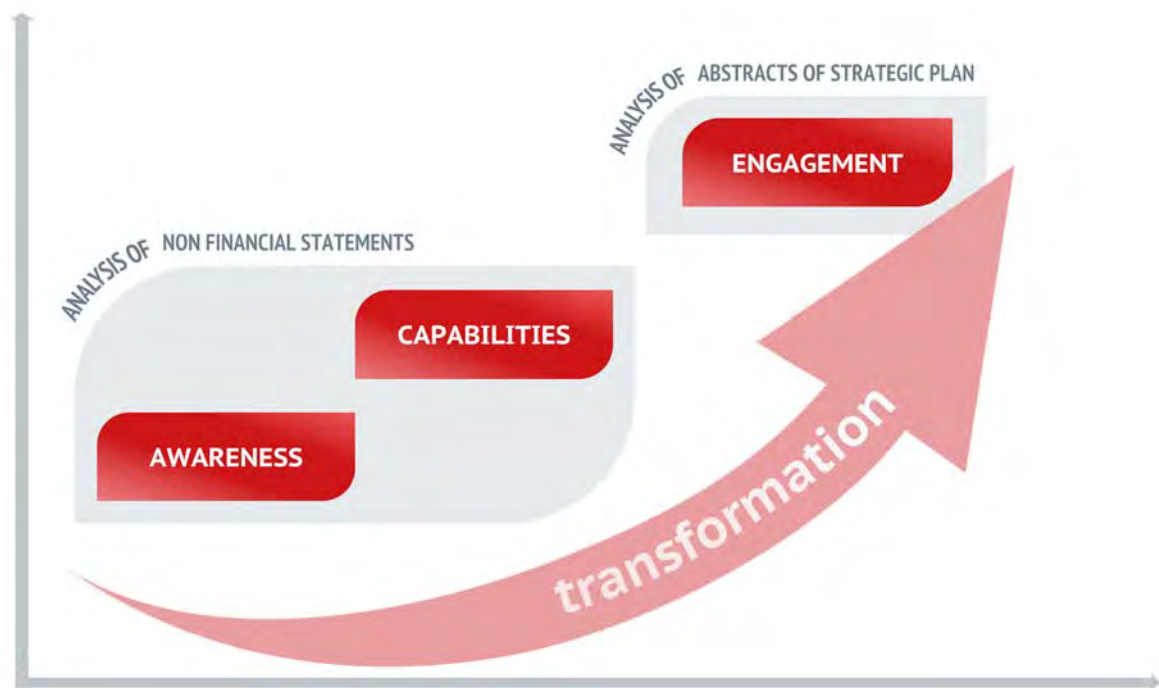 ANALYSIS OF ABSTRACTS OF STRATEGIC PLAN
ENGAGEMENT
ANALYSIS OF NON FINANCIAL STATEMENTS
CAPABILITIES
AWARENESS
transformation